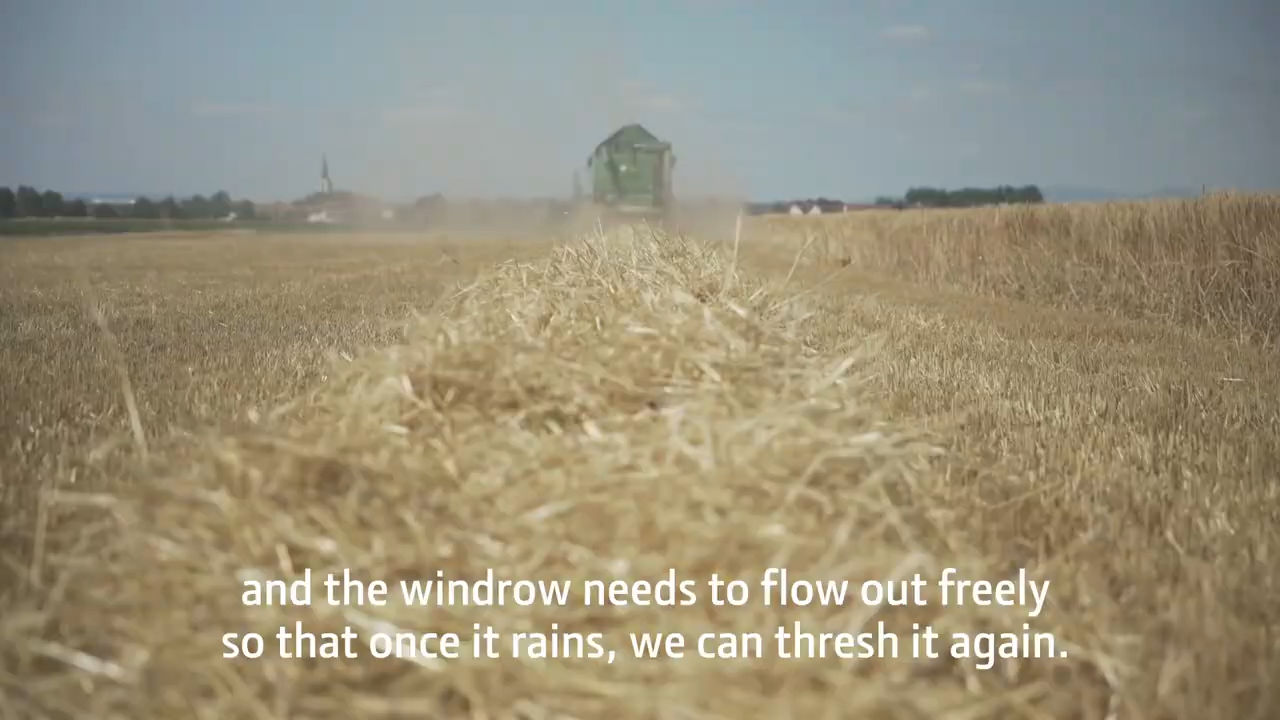 and the windrow needs to flow out freely
so that once it rains, we can thresh it again.